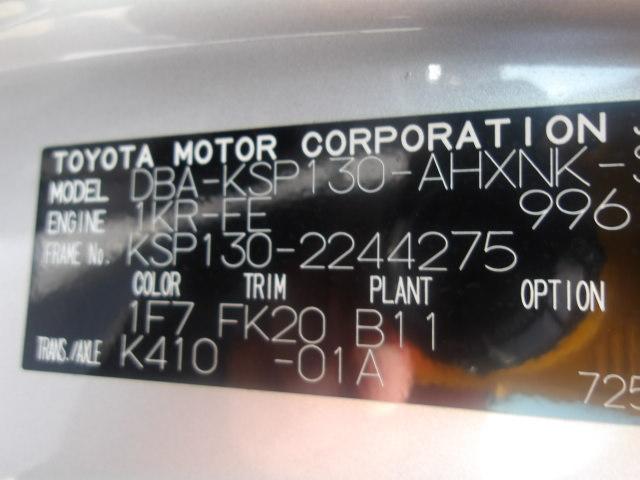 TOYOTA MOTOR CORPORATION
MODEL DBA-KSP130-AHXNK-
ENGINE 1KR-FE 996
FRAME No. KSP130-2244275
COLOR TRIM PLANT OPTION
1F7 FK20 B11
TRANS./AXLE K410 -01A
725